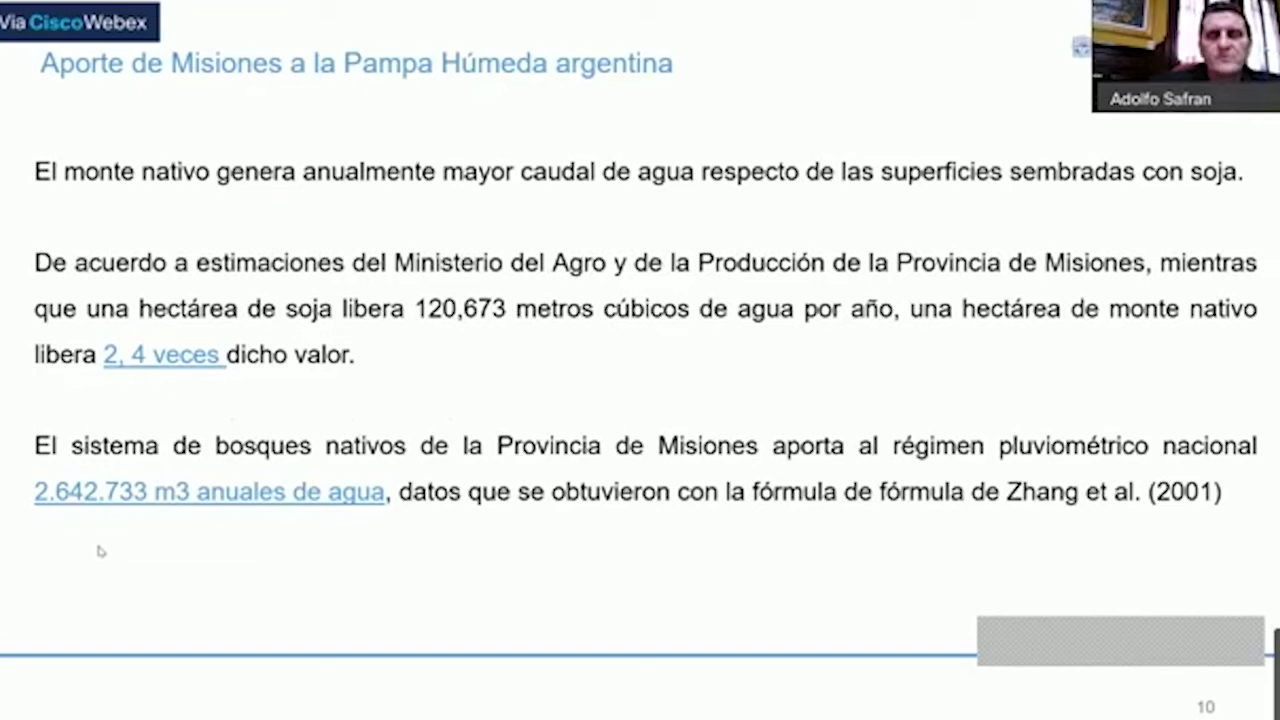 Via CiscoWebex
Aporte de Misiones a la Pampa Húmeda argentina
Adolfo Safran
El monte nativo genera anualmente mayor caudal de agua respecto de las superficies sembradas con soja.
De acuerdo a estimaciones del Ministerio del Agro y de la Producción de la Provincia de Misiones, mientras
que una hectárea de soja libera 120,673 metros cúbicos de agua por año, una hectárea de monte nativo
libera 2, 4 veces dicho valor.
El sistema de bosques nativos de la Provincia de Misiones aporta al régimen pluviométrico nacional
2.642.733 m3 anuales de agua, datos que se obtuvieron con la fórmula de fórmula de Zhang et al. (2001)
10